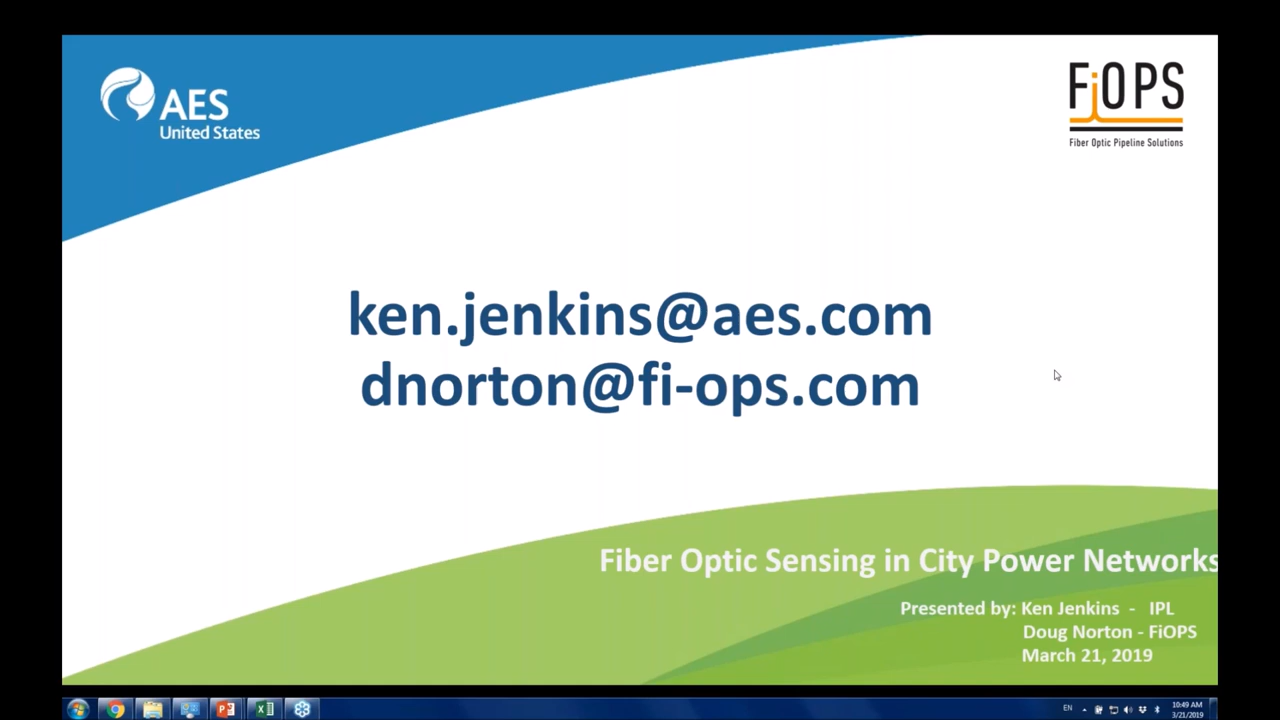 AES
United States
FiOPS
Fiber Optic Pipeline Solutions
ken.jenkins@aes.com
dnorton@fi-ops.com
Fiber Optic Sensing in City Power Networks
Presented by: Ken Jenkins - IPL
Doug Norton - FiOPS
March 21, 2019
EN
10:49 AM
3/21/2019